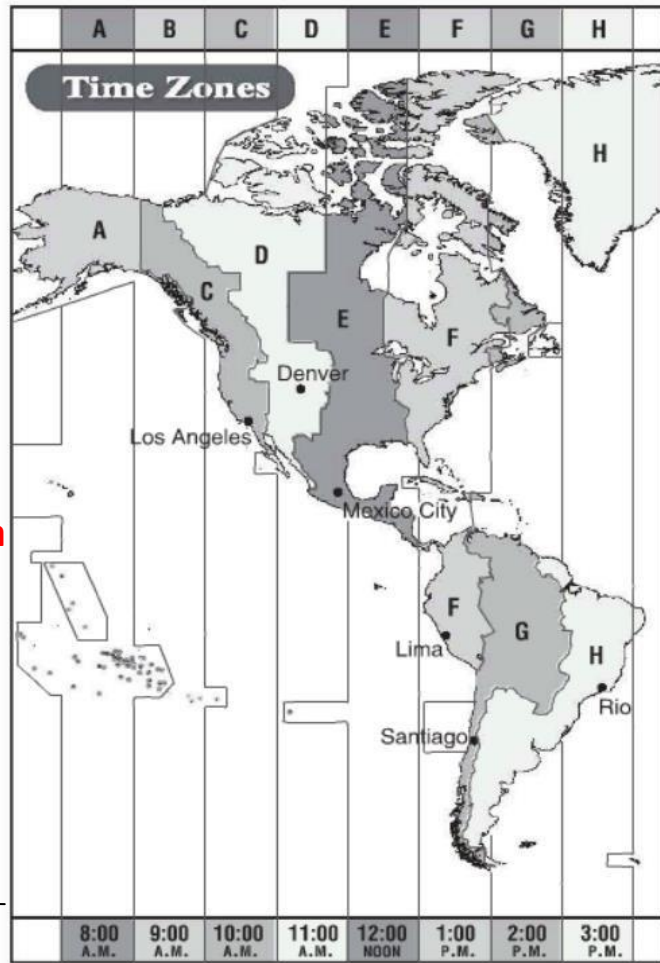 A B C D E F G H
Time Zones
H
A
D
C
E
F
Denver
Los Angeles
Mexico City
F
G
Lima
H
Rio
Santiago
8:00 9:00 10:00 11:00 12:00 1:00 2:00 3:00
A.M. A.M. A.M. A.M. NOON P.M. P.M. P.M.